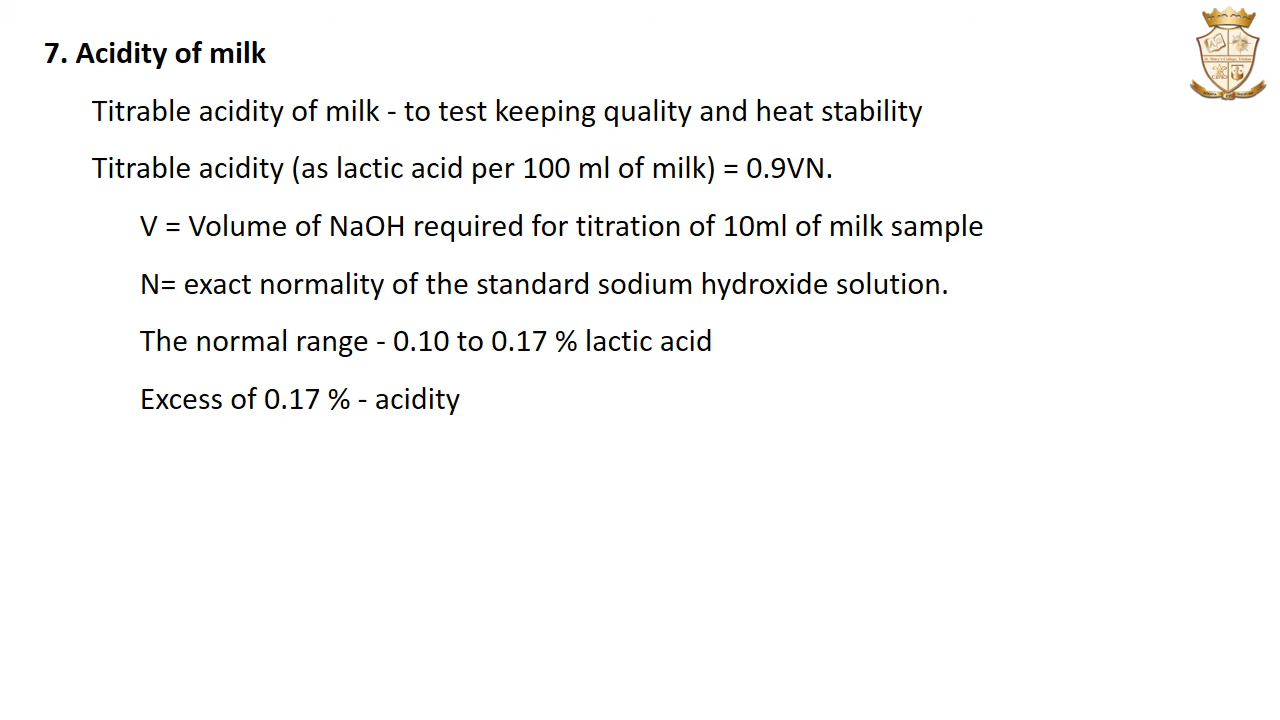 7. Acidity of milk
Titrable acidity of milk - to test keeping quality and heat stability
Titrable acidity (as lactic acid per 100 ml of milk) = 0.9VN.
V = Volume of NaOH required for titration of 10ml of milk sample
N= exact normality of the standard sodium hydroxide solution.
The normal range - 0.10 to 0.17 % lactic acid
Excess of 0.17 % - acidity